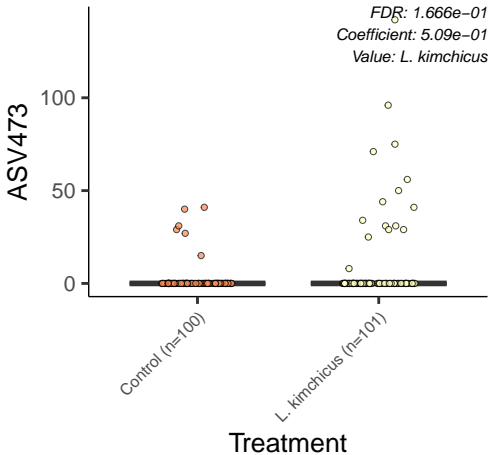 FDR: 1.666e−01
Coefficient: 5.09e−01
Value: L. kimchicus
ASV473
100
50
0
Control (n=100)
L. kimchicus (n=101)
Treatment